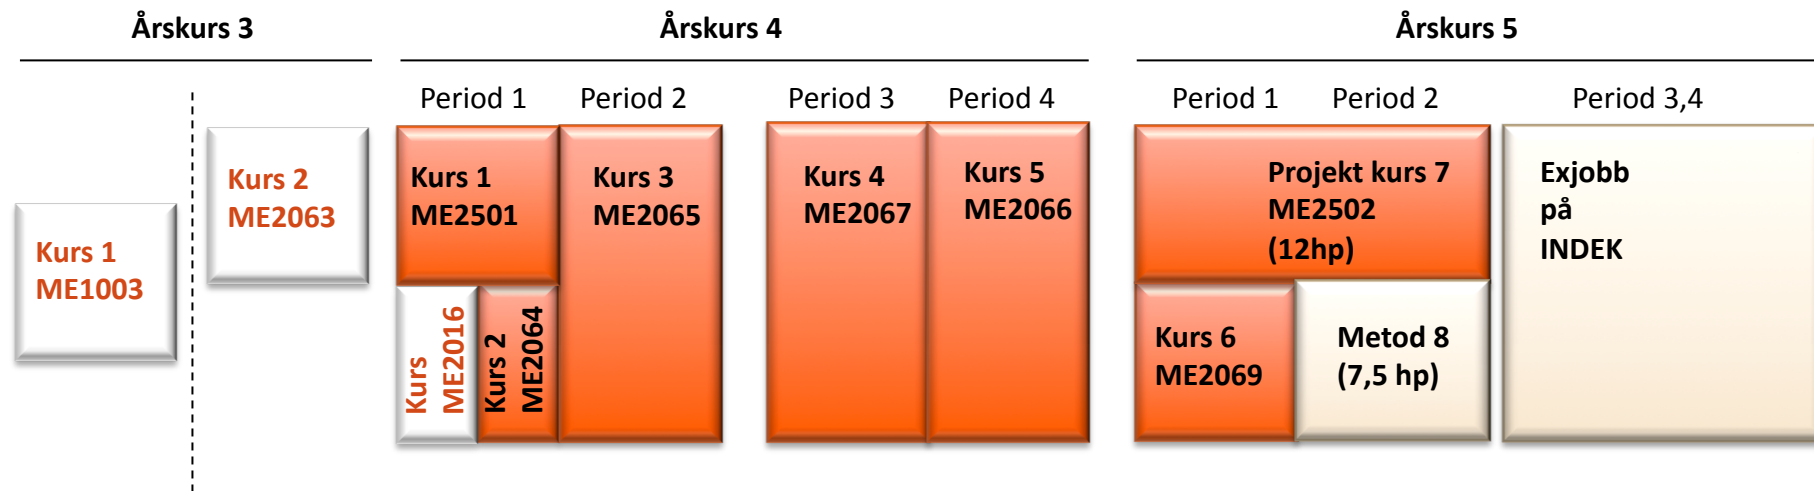 Årskurs 3
Årskurs 4
Årskurs 5
Period 1
Period 2
Period 3
Period 4
Period 1
Period 2
Period 3,4
Kurs 1
ME1003
Kurs 2
ME2063
Kurs 1
ME2501
Kurs
ME2016
Kurs 2
ME2064
Kurs 3
ME2065
Kurs 4
ME2067
Kurs 5
ME2066
Projekt kurs 7
ME2502
(12hp)
Kurs 6
ME2069
Metod 8
(7,5 hp)
Exjobb
på
INDEK